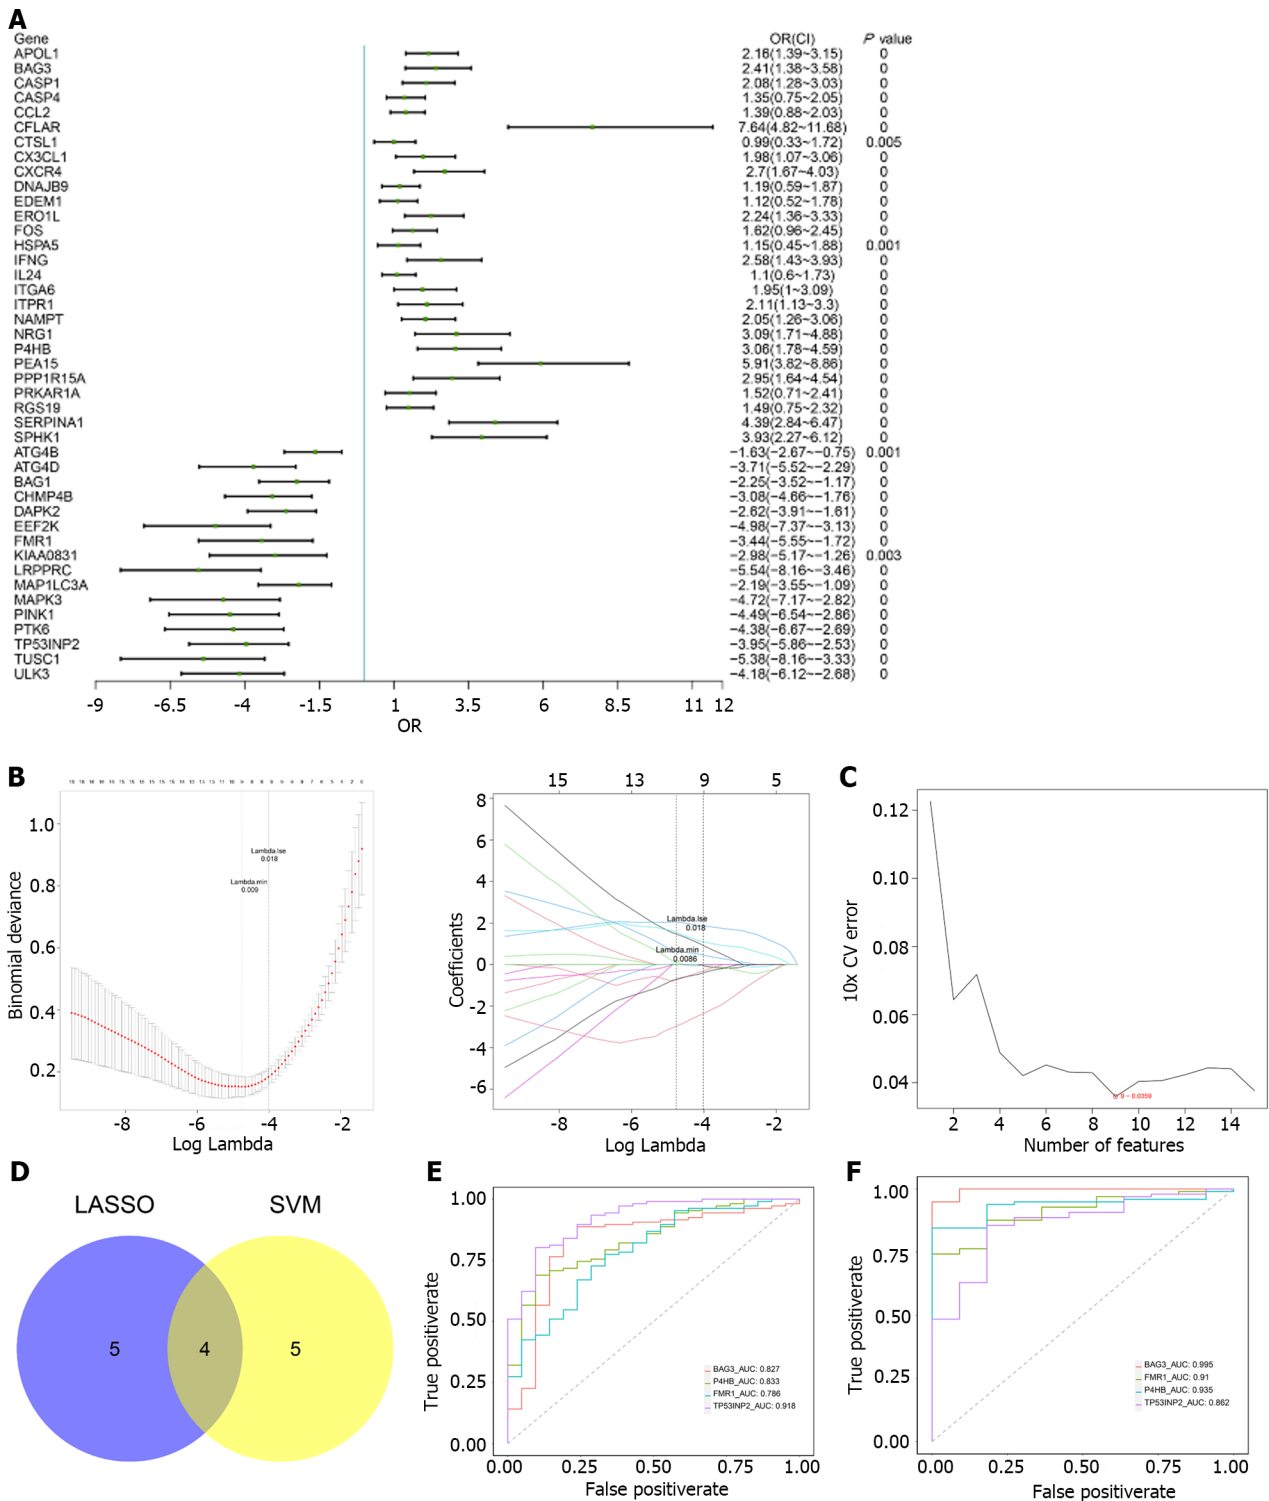 A
Gene OR(CI) P value
APOL1 2.16(1.39~3.15) 0
BAG3 2.41(1.38~3.58) 0
CASP1 2.08(1.28~3.03) 0
CASP4 1.35(0.75~2.05) 0
CCL2 1.39(0.88~2.03) 0
CFLAR 7.64(4.82~11.68) 0
CTSL1 0.99(0.33~1.72) 0.005
CX3CL1 1.98(1.07~3.06) 0
CXCR4 2.7(1.67~4.03) 0
DNAJB9 1.19(0.59~1.87) 0
EDEM1 1.12(0.52~1.78) 0
ERO1L 2.24(1.36~3.33) 0
FOS 1.62(0.96~2.45) 0
HSPA5 1.15(0.45~1.88) 0.001
IFNG 2.58(1.43~3.93) 0
IL24 1.1(0.6~1.73) 0
ITGA6 1.95(1~3.09) 0
ITPR1 2.11(1.13~3.3) 0
NAMPT 2.05(1.26~3.06) 0
NRG1 3.09(1.71~4.88) 0
P4HB 3.06(1.78~4.59) 0
PEA15 5.91(3.82~8.86) 0
PPP1R15A 2.95(1.64~4.54) 0
PRKAR1A 1.52(0.71~2.41) 0
RGS19 1.49(0.75~2.32) 0
SERPINA1 4.39(2.84~6.47) 0
SPHK1 3.93(2.27~6.12) 0
ATG4B −1.63(−2.67~−0.75) 0.001
ATG4D −3.71(−5.52~−2.29) 0
BAG1 −2.25(−3.52~−1.17) 0
CHMP4B −3.08(−4.66~−1.76) 0
DAPK2 −2.62(−3.91~−1.61) 0
EEF2K −4.98(−7.37~−3.13) 0
FMR1 −3.44(−5.55~−1.72) 0
KIAA0831 −2.98(−5.17~−1.26) 0.003
LRPPRC −5.54(−8.16~−3.46) 0
MAP1LC3A −2.19(−3.55~−1.09) 0
MAPK3 −4.72(−7.17~−2.82) 0
PINK1 −4.49(−6.54~−2.86) 0
PTK6 −4.38(−6.67~−2.69) 0
TP53INP2 −3.95(−5.86~−2.53) 0
TUSC1 −5.38(−8.16~−3.33) 0
ULK3 −4.18(−6.12~−2.68) 0
-9 -6.5 -4 -1.5 1 3.5 6 8.5 11 12
OR
B
1.0
0.8
0.6
0.4
0.2
Binomial deviance
Lambda.lse
0.018
Lambda.min
0.009
-8 -6 -4 -2
Log Lambda
15 13 9 5
8
6
4
2
0
-2
-4
-6
Coefficients
Lambda.lse
0.018
Lambda.min
0.0086
-8 -6 -4 -2
Log Lambda
C
0.12
0.10
0.08
0.06
0.04
10x CV error
9 − 0.0359
2 4 6 8 10 12 14
Number of features
D
LASSO SVM
5 4 5
E
1.00
0.75
0.50
0.25
0.00
True positiverate
BAG3_AUC: 0.827
P4HB_AUC: 0.833
FMR1_AUC: 0.786
TP53INP2_AUC: 0.918
0.00 0.25 0.50 0.75 1.00
False positiverate
F
1.00
0.75
0.50
0.25
0.00
True positiverate
BAG3_AUC: 0.995
FMR1_AUC: 0.91
P4HB_AUC: 0.935
TP53INP2_AUC: 0.862
0.00 0.25 0.50 0.75 1.00
False positiverate